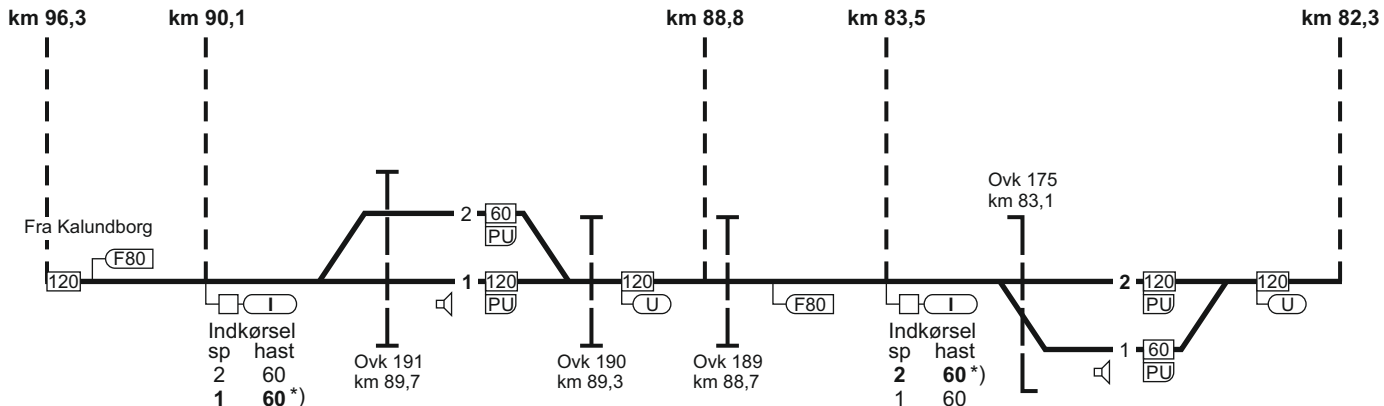 km 96,3
km 90,1
km 88,8
km 83,5
km 82,3
Ovk 175
km 83,1
2
60
PU
Fra Kalundborg
F80
120
1
120
PU
120
U
F80
I
Indkørsel
sp hast
2 60
1 60 *)
Ovk 191
km 89,7
Ovk 190
km 89,3
Ovk 189
km 88,7
I
Indkørsel
sp hast
2 60 *)
1 60
2
120
PU
120
U
1
60
PU